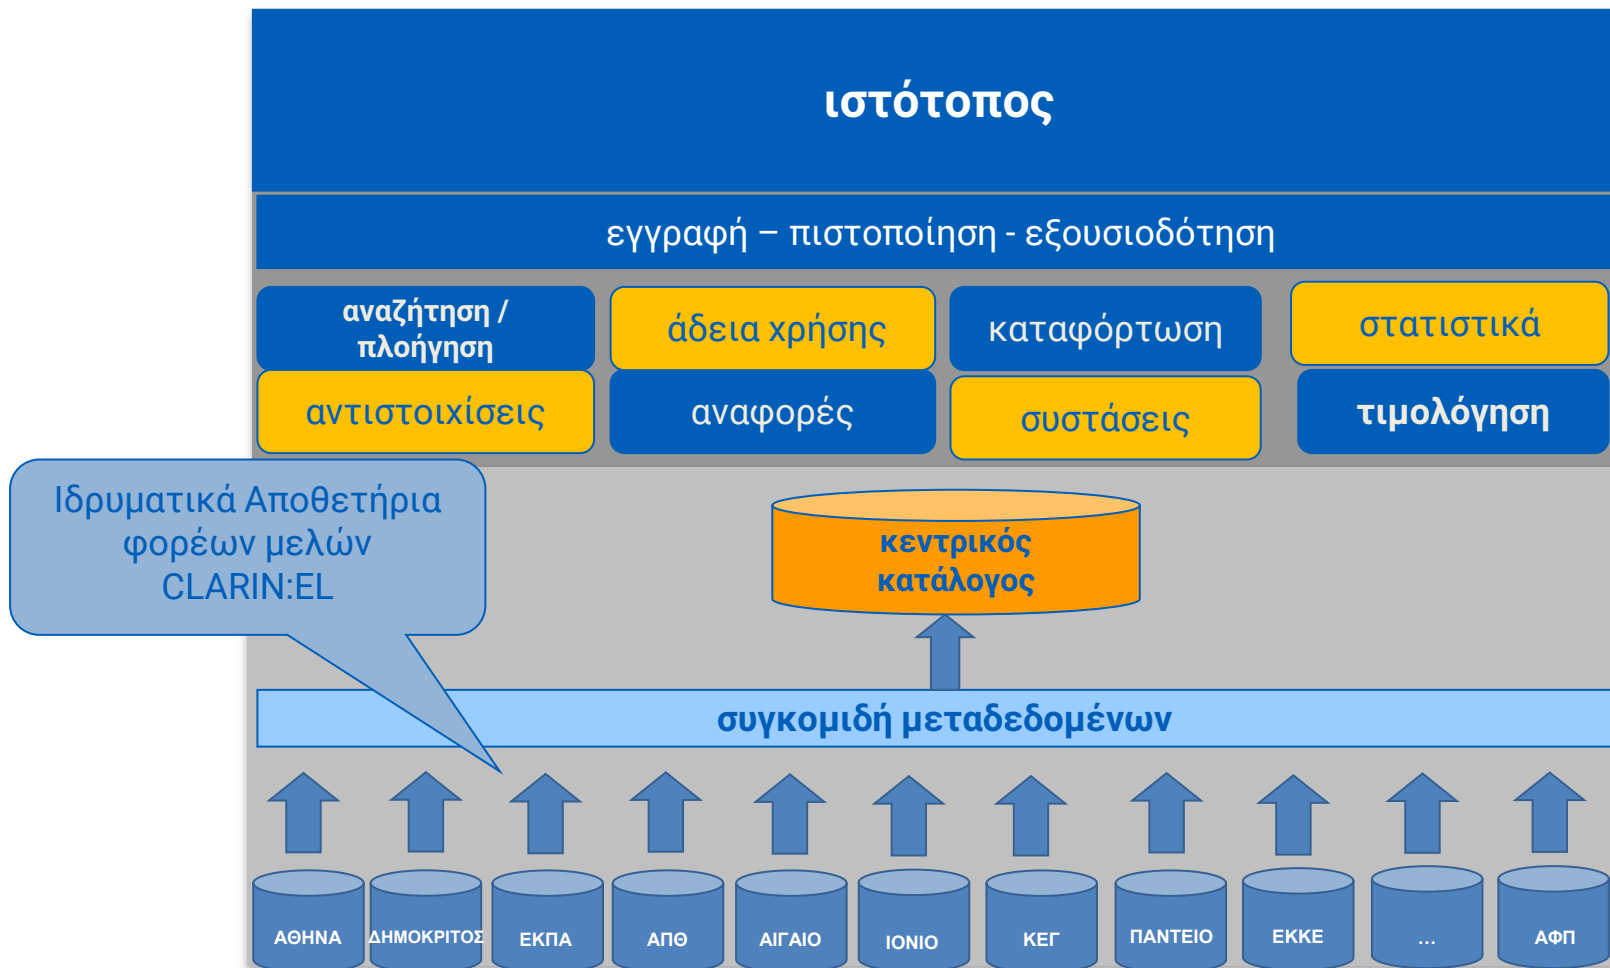 ιστότοπος
εγγραφή – πιστοποίηση - εξουσιοδότηση
αναζήτηση /
πλοήγηση
άδεια χρήσης
καταφόρτωση
στατιστικά
αντιστοιχίσεις
αναφορές
συστάσεις
τιμολόγηση
Ιδρυματικά Αποθετήρια
φορέων μελών
CLARIN:EL
κεντρικός
κατάλογος
συγκομιδή μεταδεδομένων
ΑΘΗΝΑ
ΔΗΜΟΚΡΙΤΟΣ
ΕΚΠΑ
ΑΠΘ
ΑΙΓΑΙΟ
ΙΟΝΙΟ
ΚΕΓ
ΠΑΝΤΕΙΟ
ΕΚΚΕ
...
ΑΦΠ